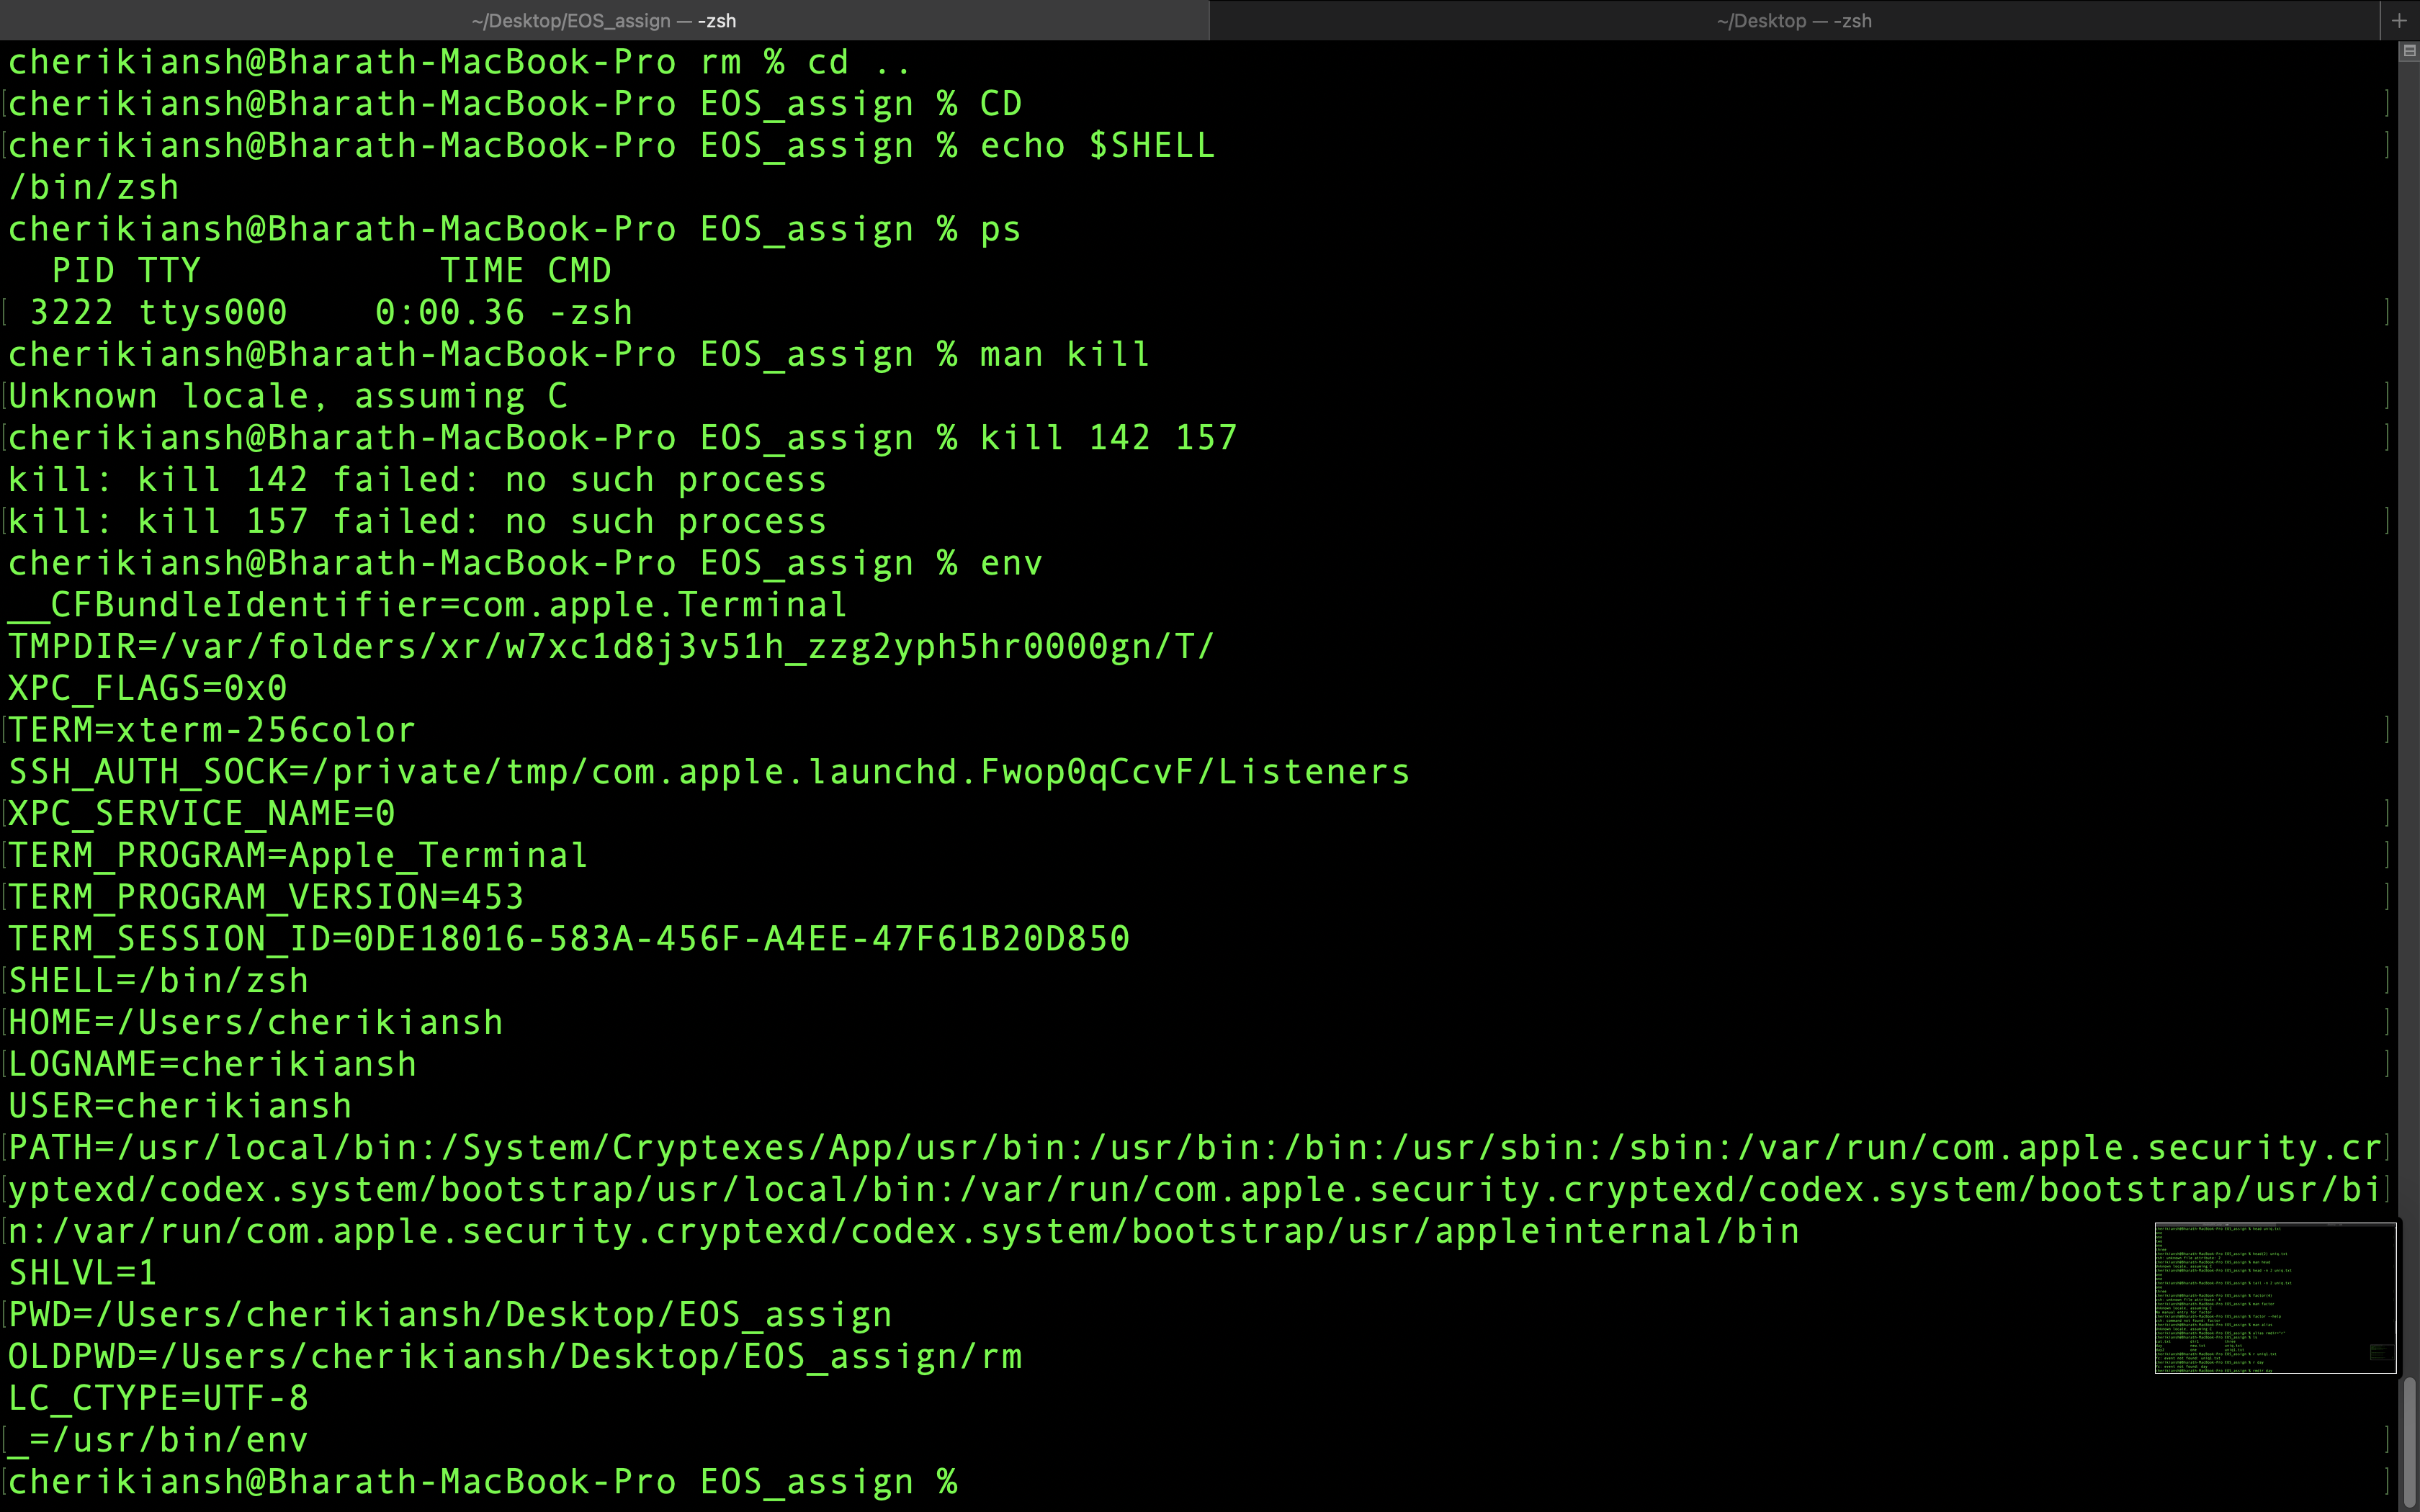 ~/Desktop/EOS_assign — -zsh
~/Desktop — -zsh
+
cherikiansh@Bharath-MacBook-Pro rm % cd ..
cherikiansh@Bharath-MacBook-Pro EOS_assign % CD
cherikiansh@Bharath-MacBook-Pro EOS_assign % echo $SHELL
/bin/zsh
cherikiansh@Bharath-MacBook-Pro EOS_assign % ps
  PID TTY           TIME CMD
 3222 ttys000    0:00.36 -zsh
cherikiansh@Bharath-MacBook-Pro EOS_assign % man kill
Unknown locale, assuming C
cherikiansh@Bharath-MacBook-Pro EOS_assign % kill 142 157
kill: kill 142 failed: no such process
kill: kill 157 failed: no such process
cherikiansh@Bharath-MacBook-Pro EOS_assign % env
__CFBundleIdentifier=com.apple.Terminal
TMPDIR=/var/folders/xr/w7xc1d8j3v51h_zzg2yph5hr0000gn/T/
XPC_FLAGS=0x0
TERM=xterm-256color
SSH_AUTH_SOCK=/private/tmp/com.apple.launchd.Fwop0qCcvF/Listeners
XPC_SERVICE_NAME=0
TERM_PROGRAM=Apple_Terminal
TERM_PROGRAM_VERSION=453
TERM_SESSION_ID=0DE18016-583A-456F-A4EE-47F61B20D850
SHELL=/bin/zsh
HOME=/Users/cherikiansh
LOGNAME=cherikiansh
USER=cherikiansh
PATH=/usr/local/bin:/System/Cryptexes/App/usr/bin:/usr/bin:/bin:/usr/sbin:/sbin:/var/run/com.apple.security.cr
yptexd/codex.system/bootstrap/usr/local/bin:/var/run/com.apple.security.cryptexd/codex.system/bootstrap/usr/bi
n:/var/run/com.apple.security.cryptexd/codex.system/bootstrap/usr/appleinternal/bin
SHLVL=1
PWD=/Users/cherikiansh/Desktop/EOS_assign
OLDPWD=/Users/cherikiansh/Desktop/EOS_assign/rm
LC_CTYPE=UTF-8
_=/usr/bin/env
cherikiansh@Bharath-MacBook-Pro EOS_assign %